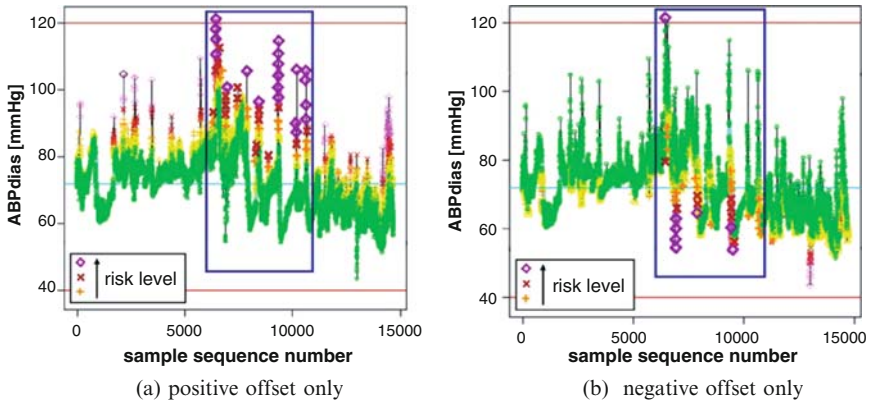 120
100
80
60
40
ABPdias [mmHg]
risk level
0
5000
10000
15000
sample sequence number
(a) positive offset only
120
100
80
60
40
ABPdias [mmHg]
risk level
0
5000
10000
15000
sample sequence number
(b) negative offset only